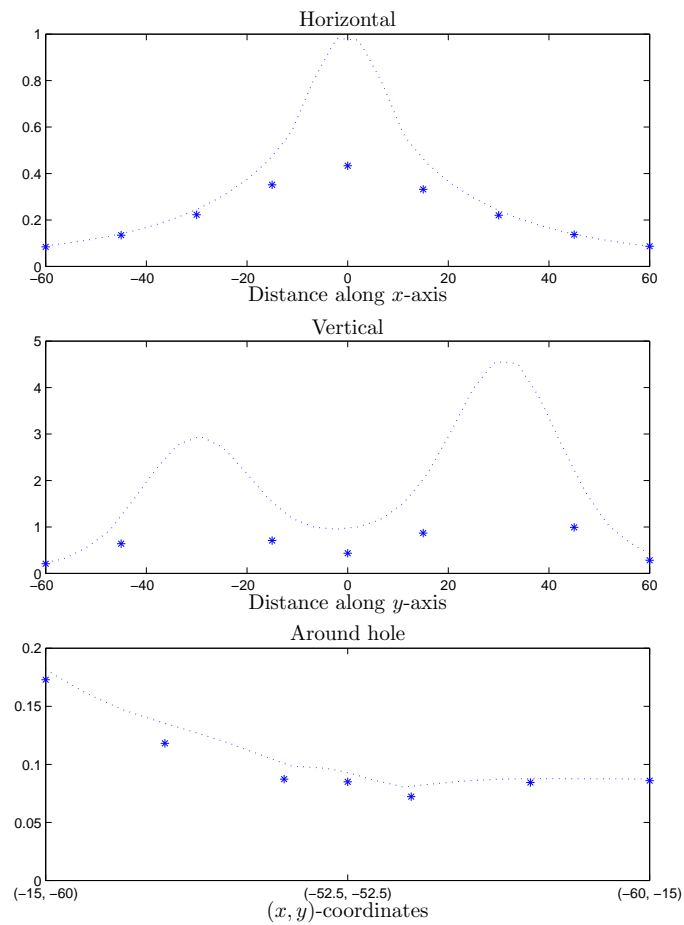 Horizontal
1
0.8
0.6
0.4
0.2
0
−60 −40 −20 0 20 40 60
Distance along x-axis
Vertical
5
4
3
2
1
0
−60 −40 −20 0 20 40 60
Distance along y-axis
Around hole
0.2
0.15
0.1
0.05
0
(−15, −60) (−52.5, −52.5) (−60, −15)
(x, y)-coordinates